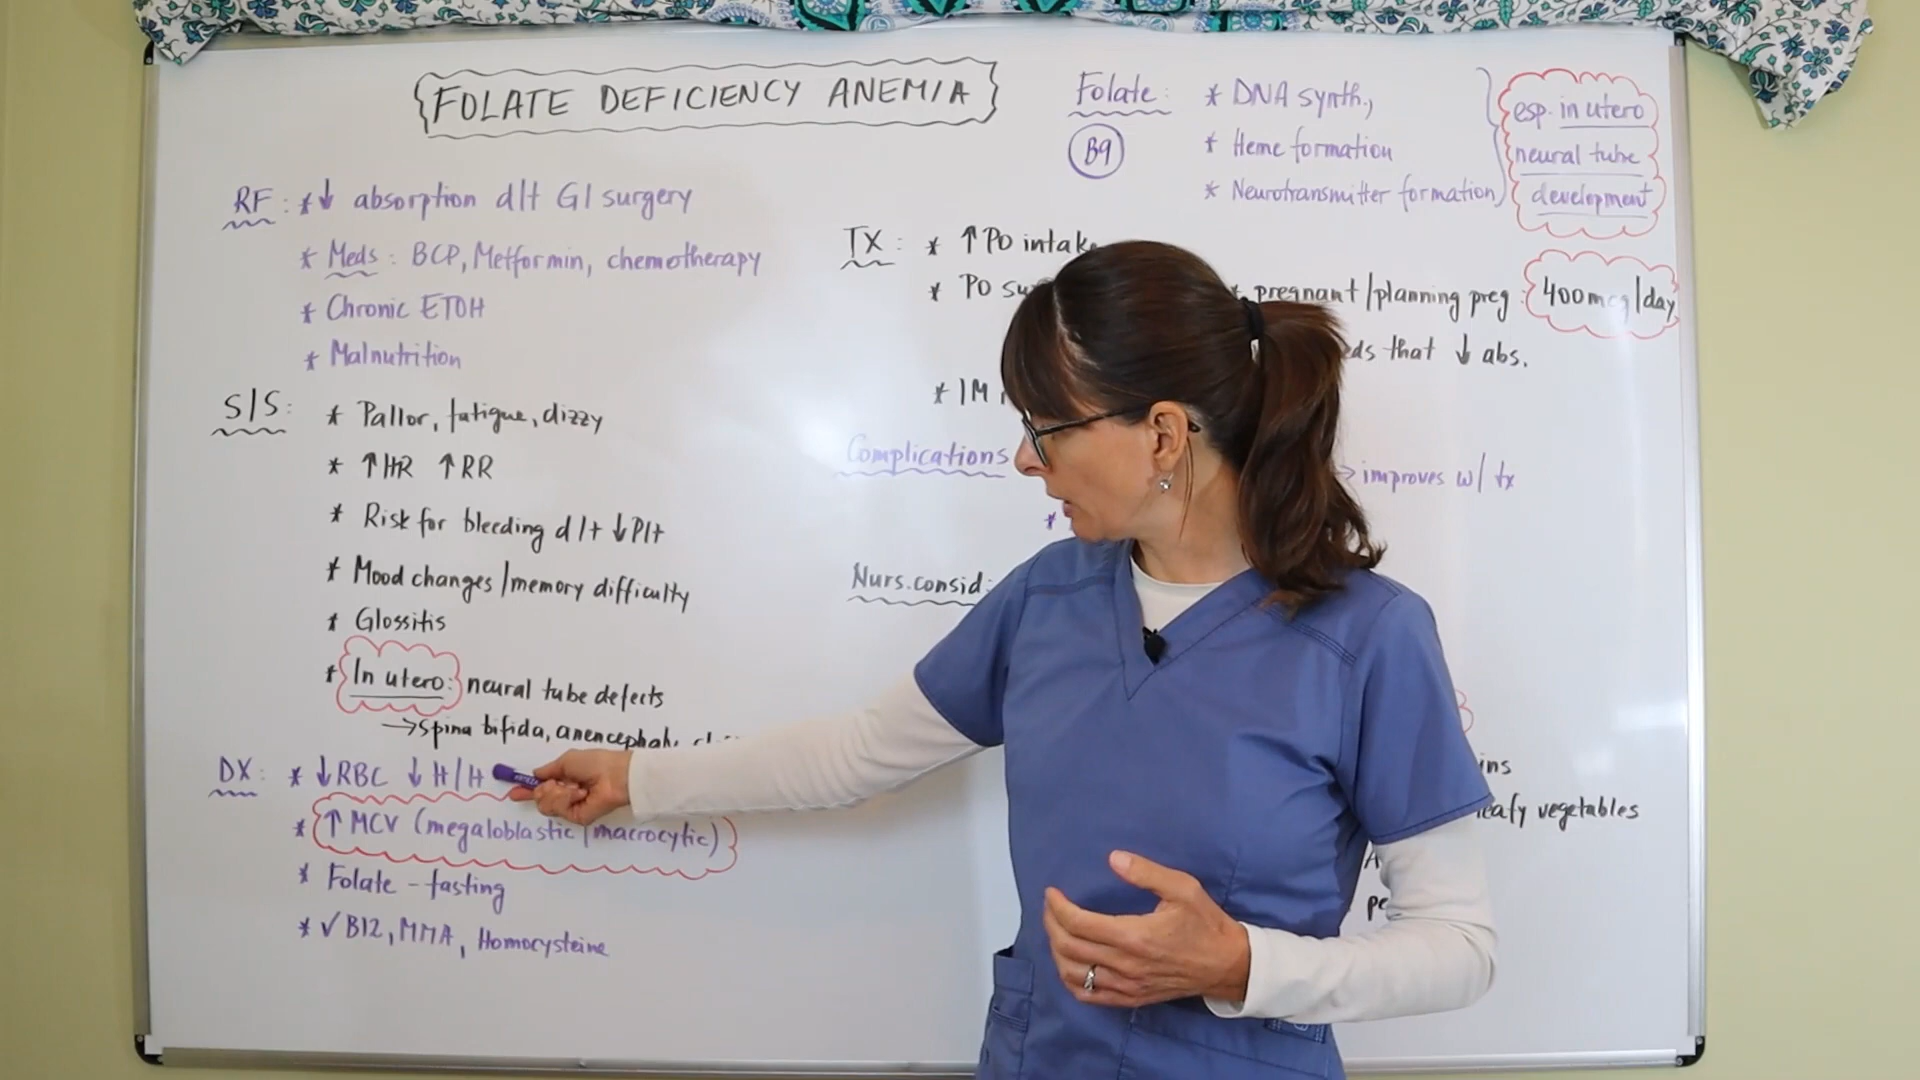 FOLATE DEFICIENCY ANEMIA
RF: * ↓ absorption d/t GI surgery
* Meds: BCP, Metformin, chemotherapy
* Chronic ETOH
* Malnutrition
S/S: * Pallor, fatigue, dizzy
* ↑HR ↑RR
* Risk for bleeding d/t ↓Plt
* Mood changes/memory difficulty
* Glossitis
* In utero: neural tube defects
→ Spina bifida, anencephaly,
DX: * ↓RBC ↓ H/H
* ↑ MCV (megaloblastic/macrocytic)
* Folate - fasting
* ✓ B12, MMA, Homocysteine
Folate: * DNA synth.,
B9
* Heme formation
* Neurotransmitter formation
esp. in utero
neural tube
development
TX: * ↑ PO intake
* PO
* pregnant/planning preg: 400 mcg/day
that ↓ abs.
* IM
Complications
→ improves w/ tx
*
Nurs. consid:
vegetables